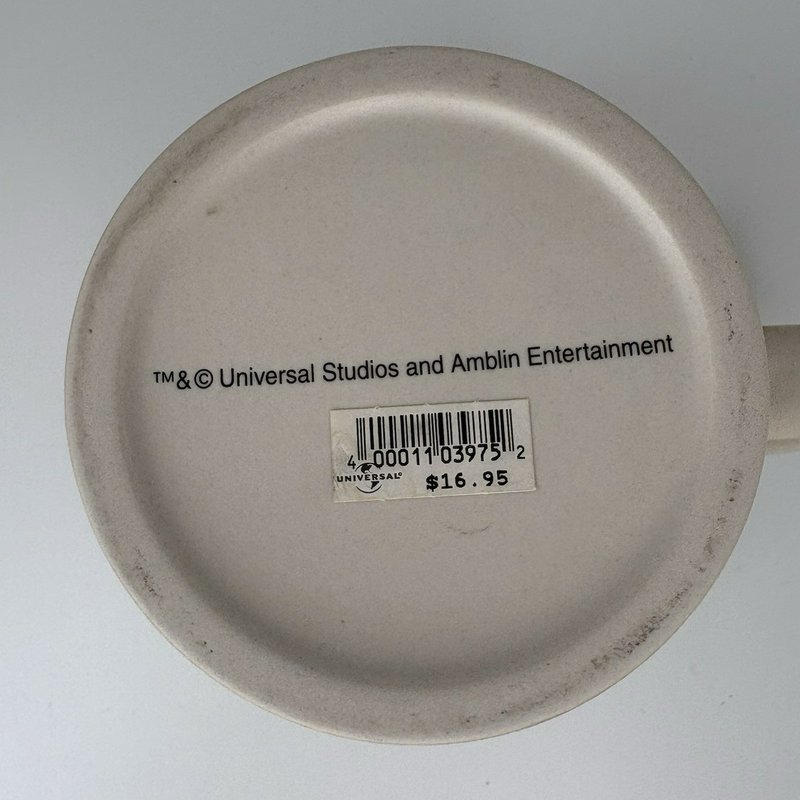 ™&© Universal Studios and Amblin Entertainment
4 00011 03975 2
UNIVERSAL®
$16.95